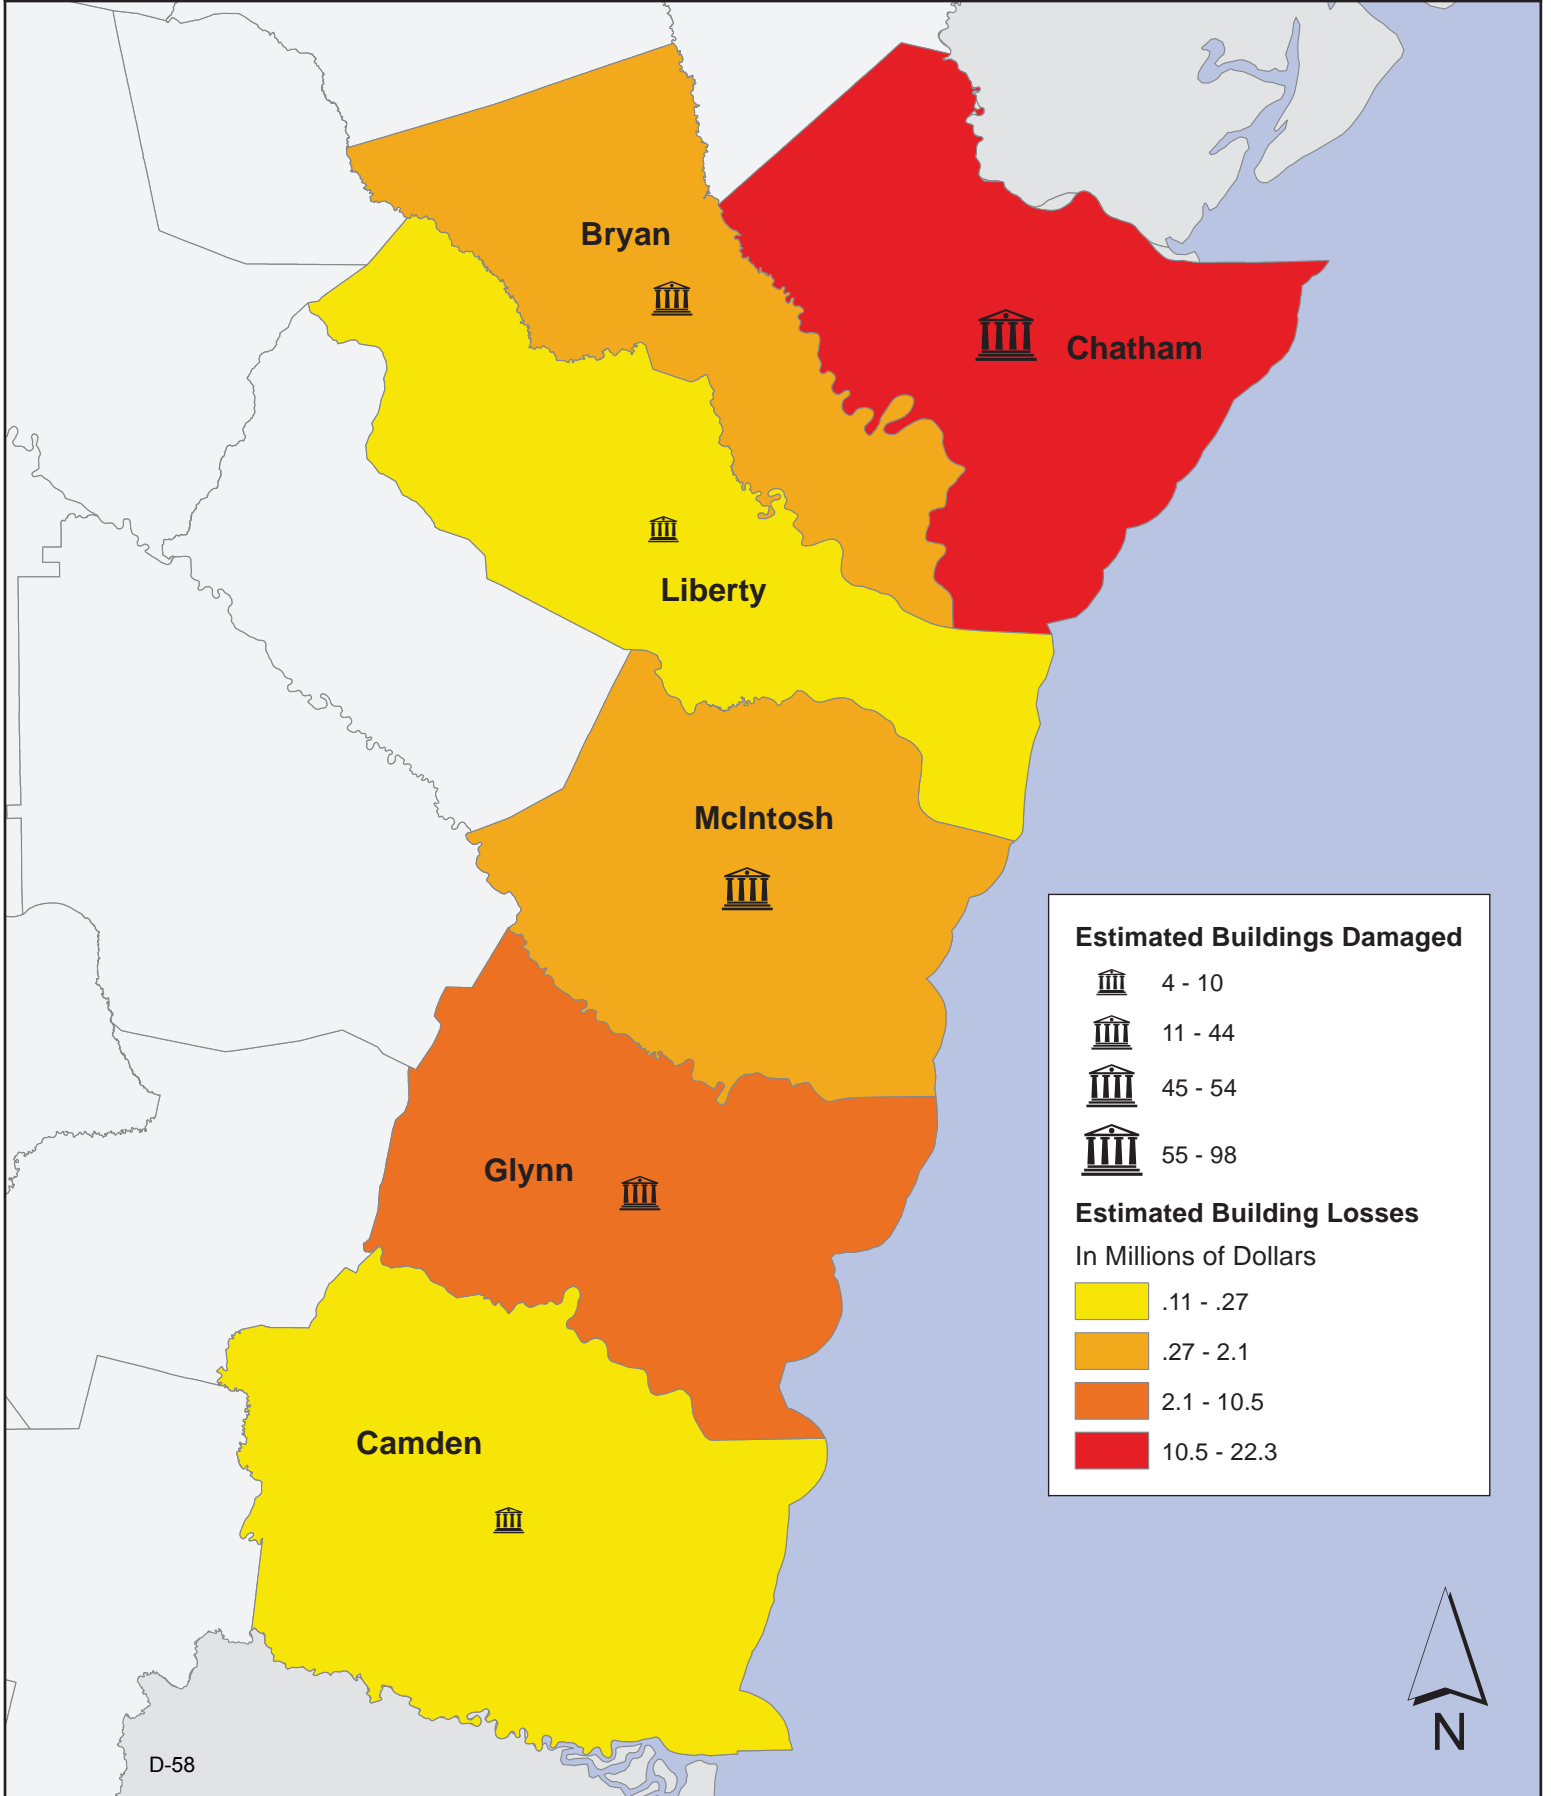 Bryan
Chatham
Liberty
McIntosh
Glynn
Camden
Estimated Buildings Damaged
4 - 10
11 - 44
45 - 54
55 - 98
Estimated Building Losses
In Millions of Dollars
.11 - .27
.27 - 2.1
2.1 - 10.5
10.5 - 22.3
N
D-58